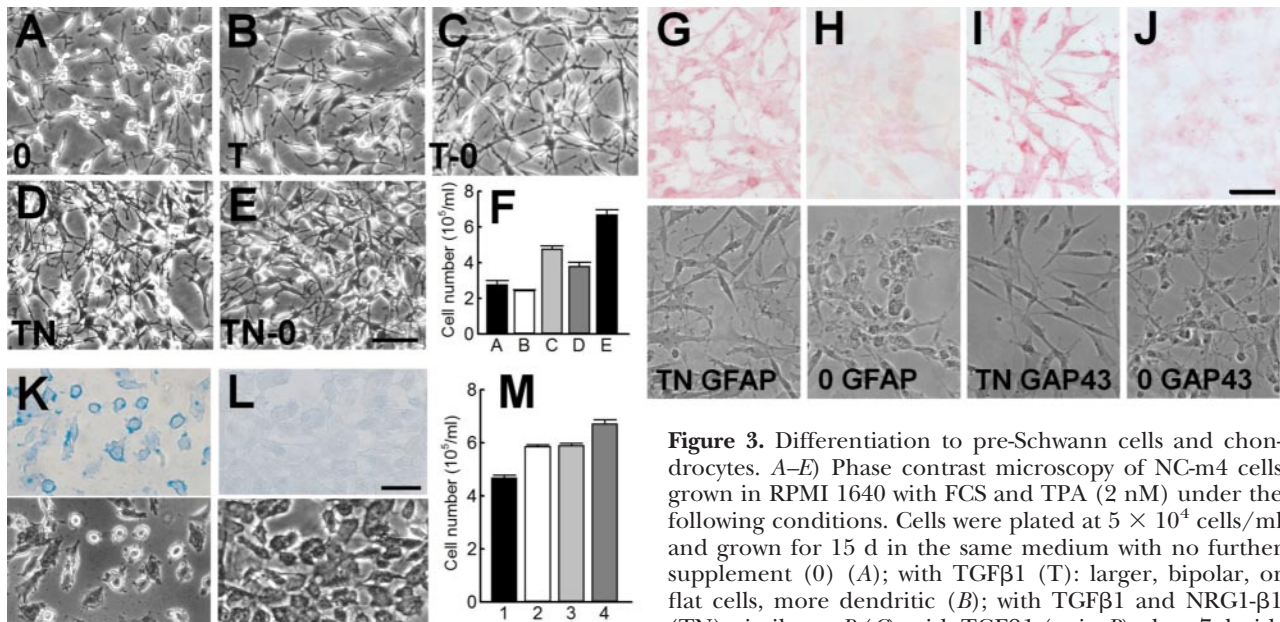 A
0
B
T
C
T-0
D
TN
E
TN-0
F
Cell number (10⁵/ml)
8
6
4
2
0
A B C D E
G
H
I
J
TN GFAP
0 GFAP
TN GAP43
0 GAP43
K
L
M
Cell number (10⁵/ml)
8
6
4
2
0
1 2 3 4
Figure 3. Differentiation to pre-Schwann cells and chon-
drocytes. A–E) Phase contrast microscopy of NC-m4 cells
grown in RPMI 1640 with FCS and TPA (2 nM) under the
following conditions. Cells were plated at 5 × 10⁴ cells/ml
and grown for 15 d in the same medium with no further
supplement (0) (A); with TGFβ1 (T): larger, bipolar, or
flat cells, more dendritic (B); with TGFβ1 and NRG1-β1